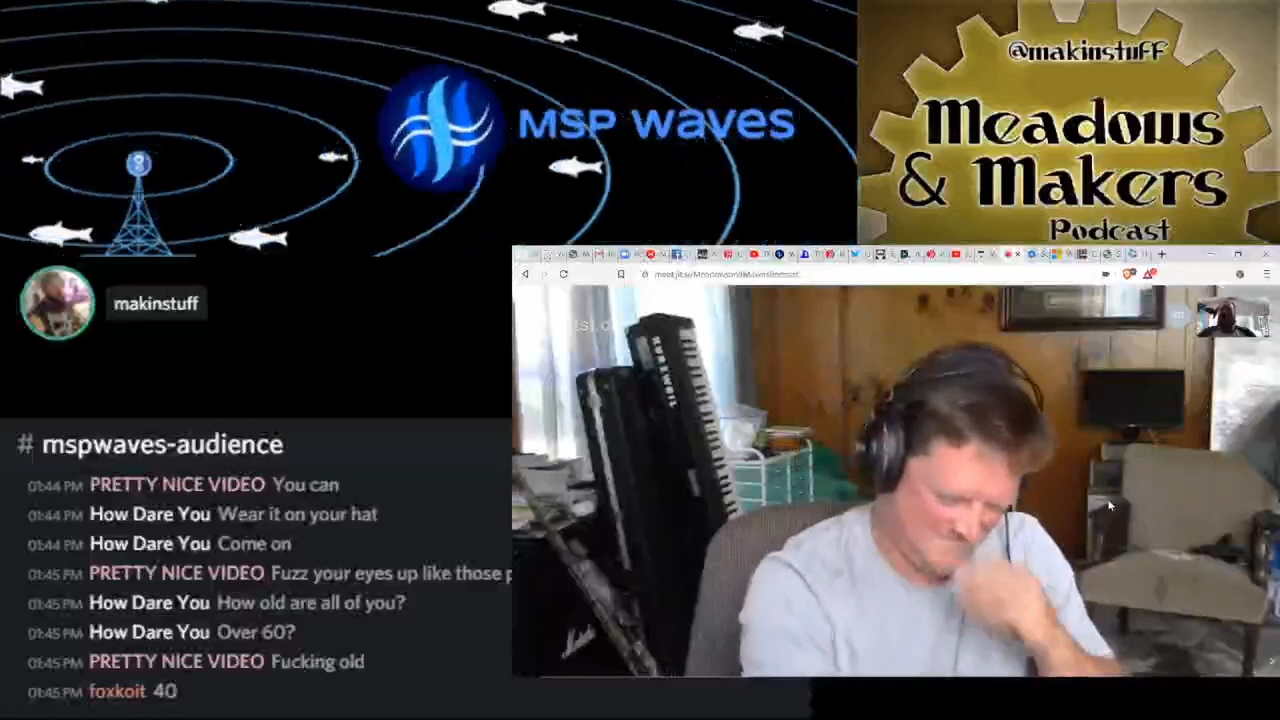 @makinstuff
Meadows
& Makers
Podcast
MSP WAVES
makinstuff
KURZWEIL
# mspwaves-audience
01:44 PM PRETTY NICE VIDEO You can
01:44 PM How Dare You Wear it on your hat
01:44 PM How Dare You Come on
01:45 PM PRETTY NICE VIDEO Fuzz your eyes up like those p
01:45 PM How Dare You How old are all of you?
01:45 PM How Dare You Over 60?
01:45 PM PRETTY NICE VIDEO Fucking old
01:45 PM foxkoit 40